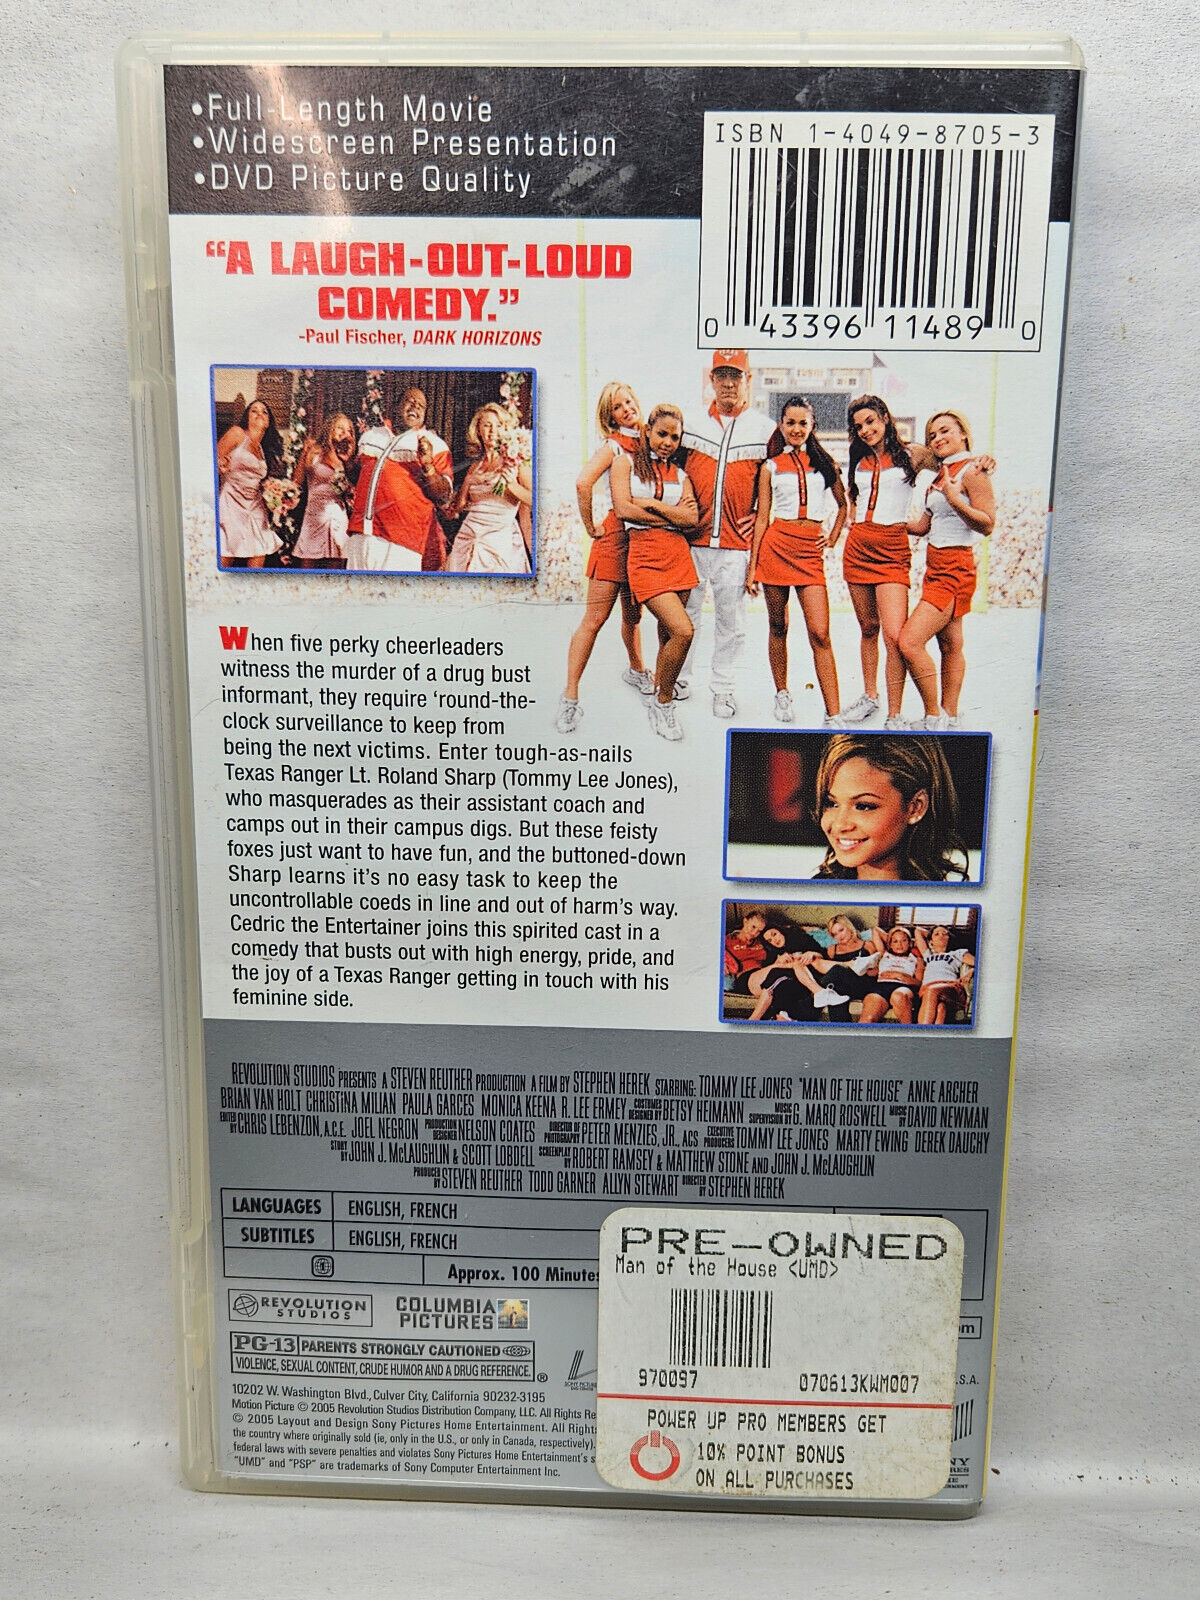 •Full-Length Movie
•Widescreen Presentation
•DVD Picture Quality
ISBN 1-4049-8705-3
0 43396 11489 0
"A LAUGH-OUT-LOUD
COMEDY."
-Paul Fischer, DARK HORIZONS
When five perky cheerleaders
witness the murder of a drug bust
informant, they require 'round-the-
clock surveillance to keep from
being the next victims. Enter tough-as-nails
Texas Ranger Lt. Roland Sharp (Tommy Lee Jones),
who masquerades as their assistant coach and
camps out in their campus digs. But these feisty
foxes just want to have fun, and the buttoned-down
Sharp learns it's no easy task to keep the
uncontrollable coeds in line and out of harm's way.
Cedric the Entertainer joins this spirited cast in a
comedy that busts out with high energy, pride, and
the joy of a Texas Ranger getting in touch with his
feminine side.
REVOLUTION STUDIOS PRESENTS A STEVEN REUTHER PRODUCTION A FILM BY STEPHEN HEREK STARRING: TOMMY LEE JONES "MAN OF THE HOUSE" ANNE ARCHER
BRIAN VAN HOLT CHRISTINA MILIAN PAULA GARCES MONICA KEENA R. LEE ERMEY COSTUMES DESIGNED BY BETSY HEIMANN MUSIC SUPERVISION BY G. MARQ ROSWELL MUSIC BY DAVID NEWMAN
EDITED BY CHRIS LEBENZON, A.C.E. JOEL NEGRON PRODUCTION DESIGNER NELSON COATES DIRECTOR OF PHOTOGRAPHY PETER MENZIES, JR., ACS EXECUTIVE PRODUCERS TOMMY LEE JONES MARTY EWING DEREK DAUCHY
STORY BY JOHN J. McLAUGHLIN & SCOTT LOBDELL SCREENPLAY BY ROBERT RAMSEY & MATTHEW STONE AND JOHN J. McLAUGHLIN
PRODUCED BY STEVEN REUTHER TODD GARNER ALLYN STEWART DIRECTED BY STEPHEN HEREK
LANGUAGES ENGLISH, FRENCH
SUBTITLES ENGLISH, FRENCH
1 Approx. 100 Minutes
REVOLUTION
STUDIOS
COLUMBIA
PICTURES
PG-13 PARENTS STRONGLY CAUTIONED
VIOLENCE, SEXUAL CONTENT, CRUDE HUMOR AND A DRUG REFERENCE. ®
10202 W. Washington Blvd., Culver City, California 90232-3195
Motion Picture © 2005 Revolution Studios Distribution Company, LLC. All Rights Re
© 2005 Layout and Design Sony Pictures Home Entertainment. All Right
the country where originally sold (ie, only in the U.S., or only in Canada, respectively).
federal laws with severe penalties and violates Sony Pictures Home Entertainment's
"UMD" and "PSP" are trademarks of Sony Computer Entertainment Inc.
PRE-OWNED
Man of the House <UMD>
970097 070613KWM007
POWER UP PRO MEMBERS GET
10% POINT BONUS
ON ALL PURCHASES
om
S.A.